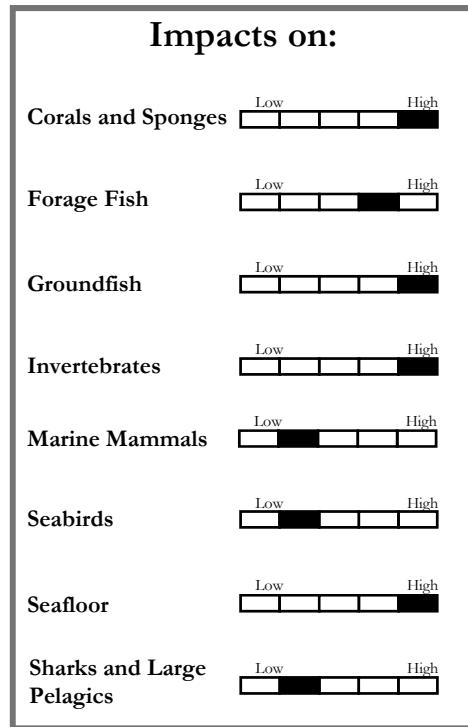 Impacts on:
Low High
Corals and Sponges
Low High
Forage Fish
Low High
Groundfish
Low High
Invertebrates
Low High
Marine Mammals
Low High
Seabirds
Low High
Seafloor
Low High
Sharks and Large
Pelagics